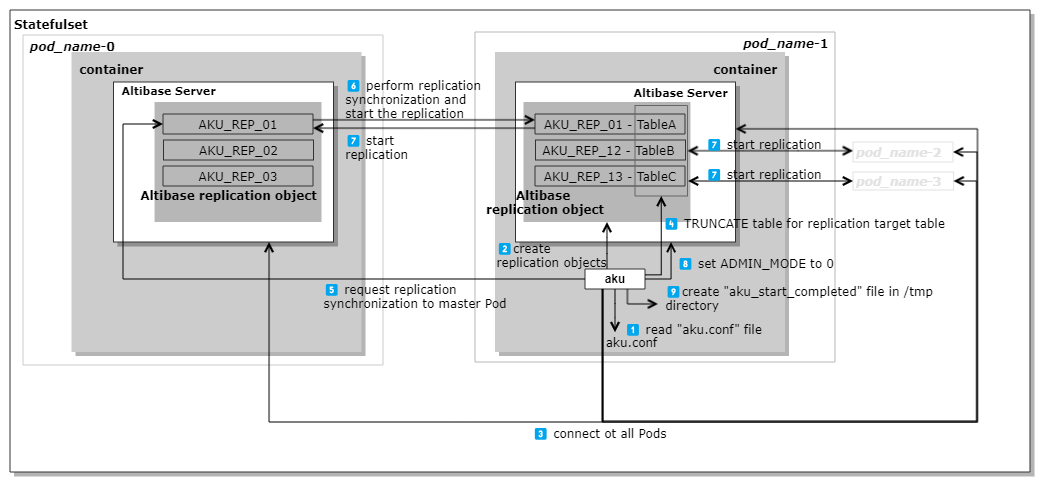 Statefulset
pod_name-0
container
Altibase Server
AKU_REP_01
AKU_REP_02
AKU_REP_03
Altibase replication object
6 perform replication
synchronization and
start the replication
7 start
replication
pod_name-1
container
Altibase Server
AKU_REP_01 - TableA
AKU_REP_12 - TableB
AKU_REP_13 - TableC
Altibase
replication object
7 start replication
pod_name-2
7 start replication
pod_name-3
4 TRUNCATE table for replication target table
2 create
replication objects
8 set ADMIN_MODE to 0
aku
5 request replication
synchronization to master Pod
9 create "aku_start_completed" file in /tmp
directory
1 read "aku.conf" file
aku.conf
3 connect ot all Pods